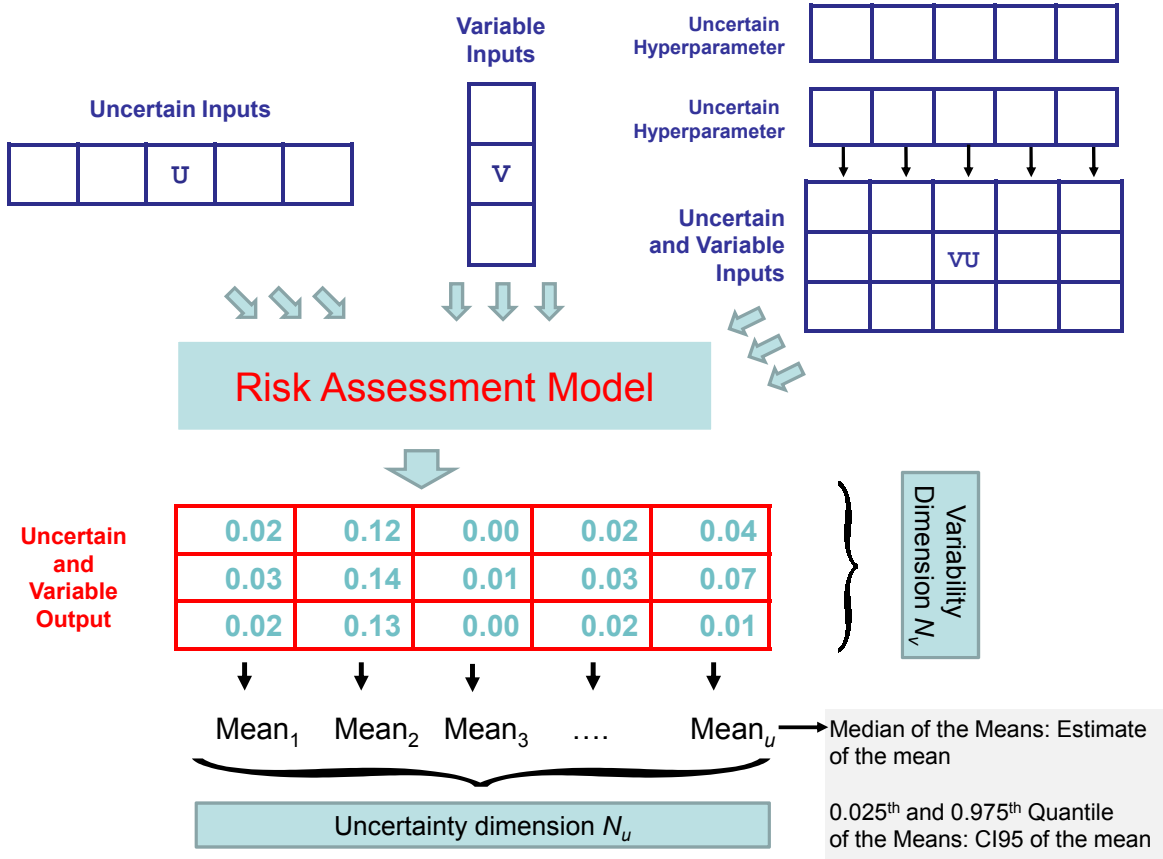 Variable
Inputs
Uncertain
Hyperparameter
Uncertain
Hyperparameter
Uncertain Inputs
U
V
Uncertain
and Variable
Inputs
VU
Risk Assessment Model
Uncertain
and
Variable
Output
0.02 0.12 0.00 0.02 0.04
0.03 0.14 0.01 0.03 0.07
0.02 0.13 0.00 0.02 0.01
Variability
Dimension Nv
Mean1 Mean2 Mean3 …. Meanu
Median of the Means: Estimate
of the mean
0.025th and 0.975th Quantile
of the Means: CI95 of the mean
Uncertainty dimension Nu